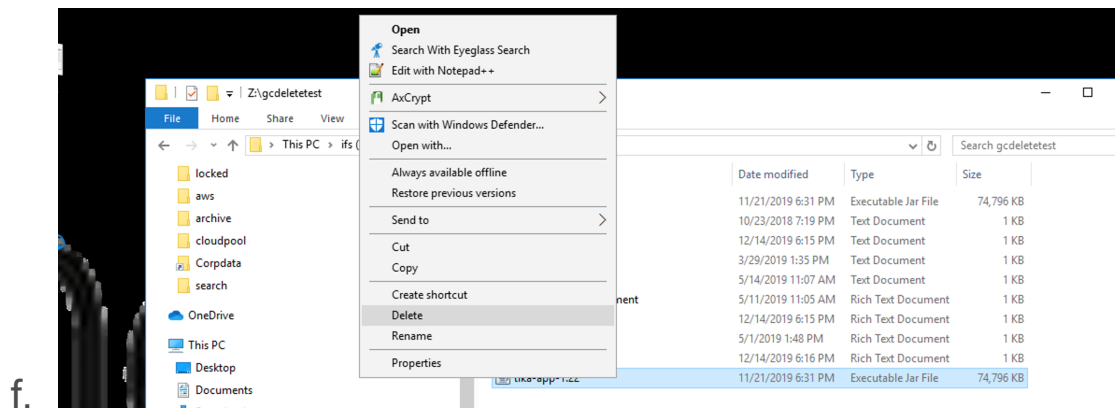 Open
Search With Eyeglass Search
Edit with Notepad++
AxCrypt
Scan with Windows Defender...
Open with...
Always available offline
Restore previous versions
Send to
Cut
Copy
Create shortcut
Delete
Rename
Properties
Z:\gcdeletetest
File Home Share View
This PC > ifs (
Search gcdeletetest
locked
aws
archive
cloudpool
Corpdata
search
OneDrive
This PC
Desktop
Documents
Date modified Type Size
11/21/2019 6:31 PM Executable Jar File 74,796 KB
10/23/2018 7:19 PM Text Document 1 KB
12/14/2019 6:15 PM Text Document 1 KB
3/29/2019 1:35 PM Text Document 1 KB
5/14/2019 11:07 AM Text Document 1 KB
5/11/2019 11:05 AM Rich Text Document 1 KB
12/14/2019 6:15 PM Rich Text Document 1 KB
5/1/2019 1:48 PM Rich Text Document 1 KB
12/14/2019 6:16 PM Rich Text Document 1 KB
tika-app-1.22 11/21/2019 6:31 PM Executable Jar File 74,796 KB
f.